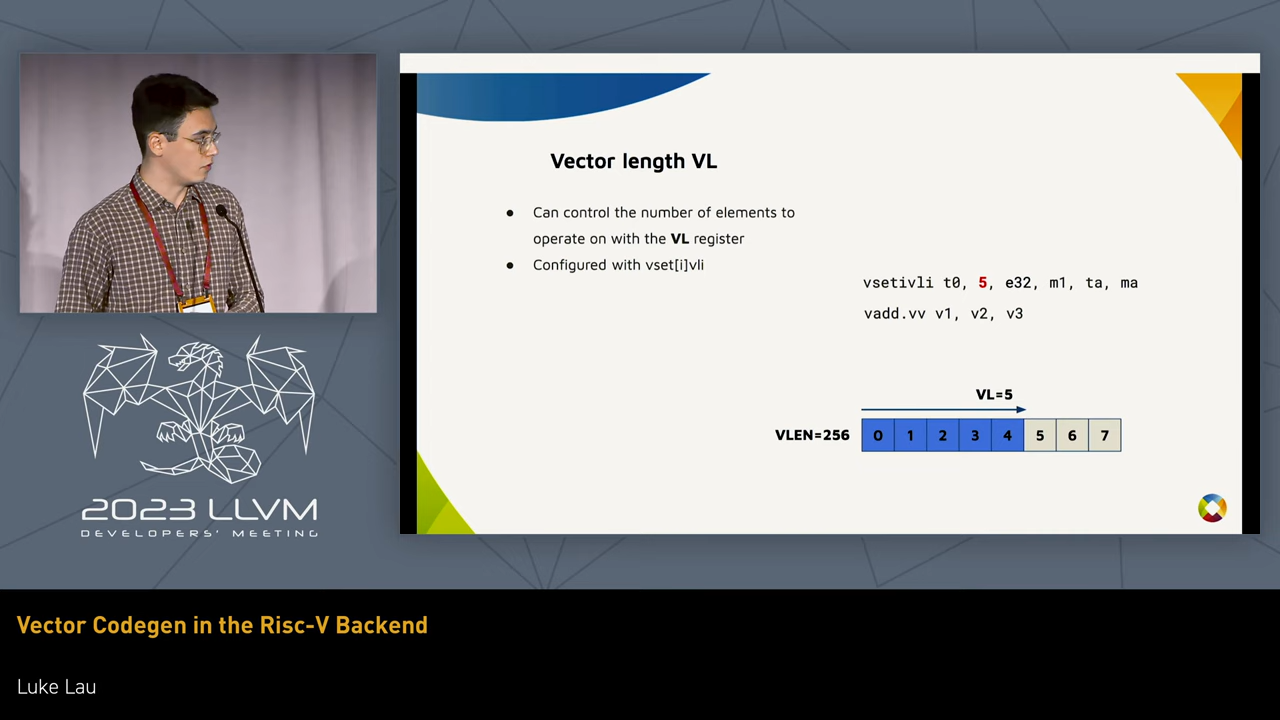 Vector length VL
● Can control the number of elements to
operate on with the VL register
● Configured with vset[i]vli
vsetivli t0, 5, e32, m1, ta, ma
vadd.vv v1, v2, v3
VL=5
VLEN=256 0 1 2 3 4 5 6 7
2023 LLVM
DEVELOPERS' MEETING
Vector Codegen in the Risc-V Backend
Luke Lau